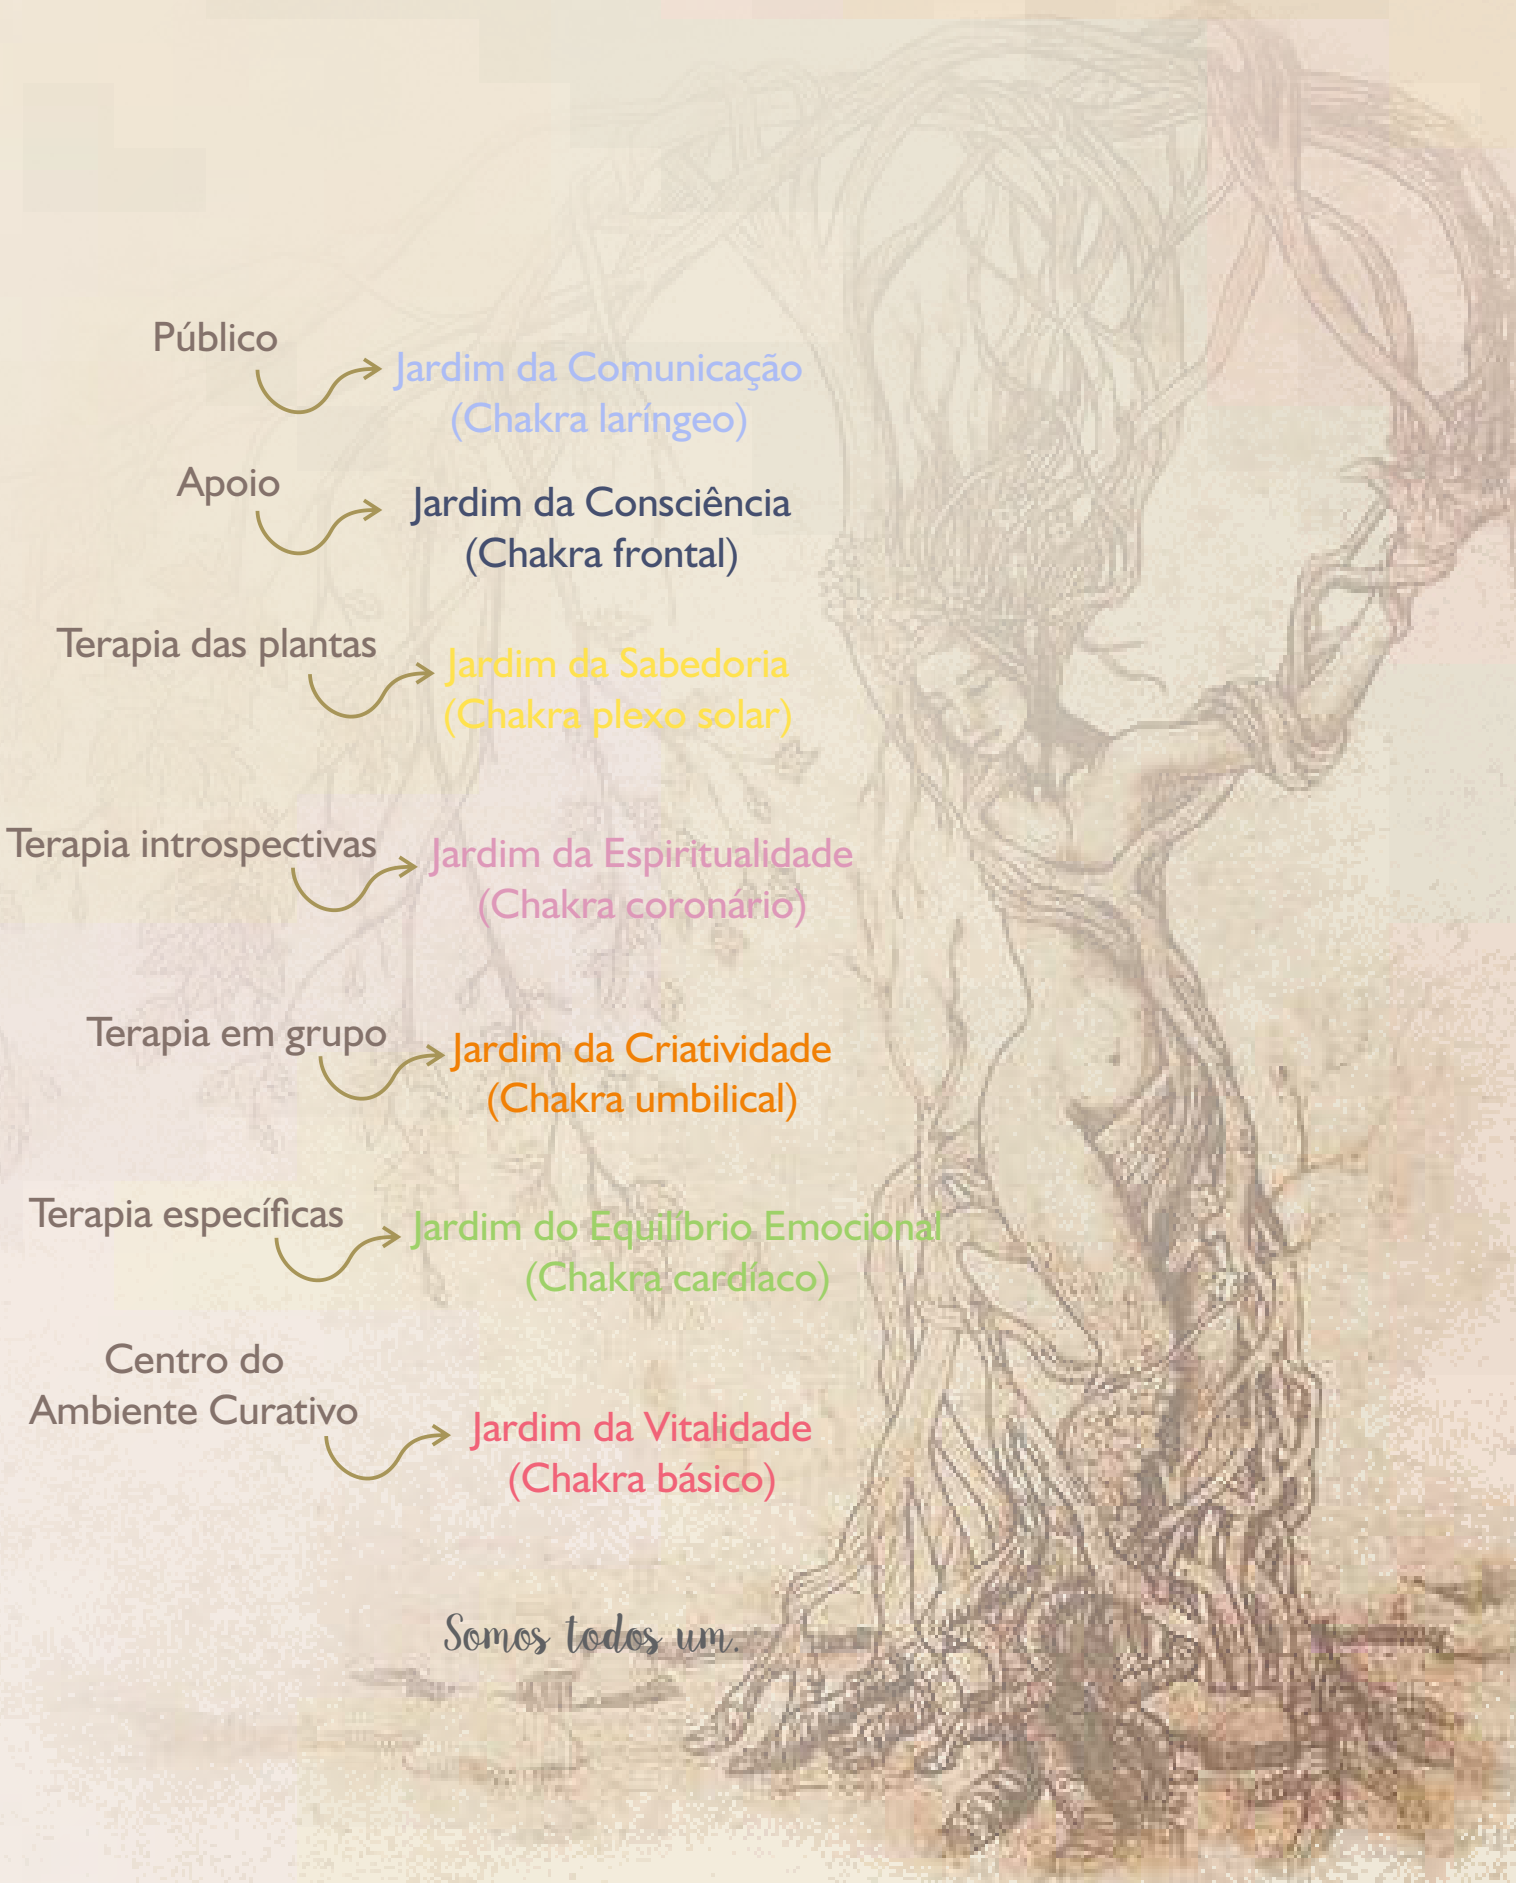 Público
Jardim da Comunicação
(Chakra laríngeo)
Apoio
Jardim da Consciência
(Chakra frontal)
Terapia das plantas
Jardim da Sabedoria
(Chakra plexo solar)
Terapia introspectivas
Jardim da Espiritualidade
(Chakra coronário)
Terapia em grupo
Jardim da Criatividade
(Chakra umbilical)
Terapia específicas
Jardim do Equilíbrio Emocional
(Chakra cardíaco)
Centro do
Ambiente Curativo
Jardim da Vitalidade
(Chakra básico)
Somos todos um.